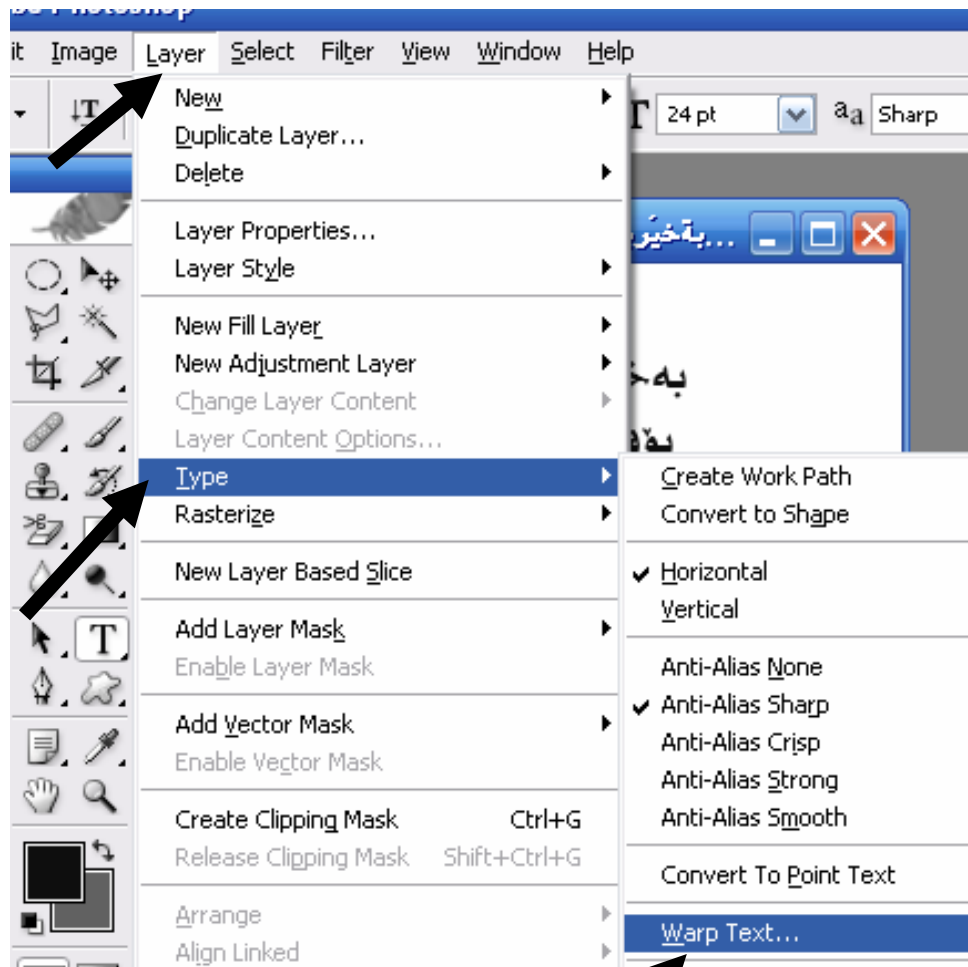 it Image Layer Select Filter View Window Help
T 24 pt aa Sharp
New
Duplicate Layer...
Delete
Layer Properties...
Layer Style
New Fill Layer
New Adjustment Layer
Change Layer Content
Layer Content Options...
Type
Rasterize
New Layer Based Slice
Add Layer Mask
Enable Layer Mask
Add Vector Mask
Enable Vector Mask
Create Clipping Mask Ctrl+G
Release Clipping Mask Shift+Ctrl+G
Arrange
Align Linked
Create Work Path
Convert to Shape
Horizontal
Vertical
Anti-Alias None
Anti-Alias Sharp
Anti-Alias Crisp
Anti-Alias Strong
Anti-Alias Smooth
Convert To Point Text
Warp Text...